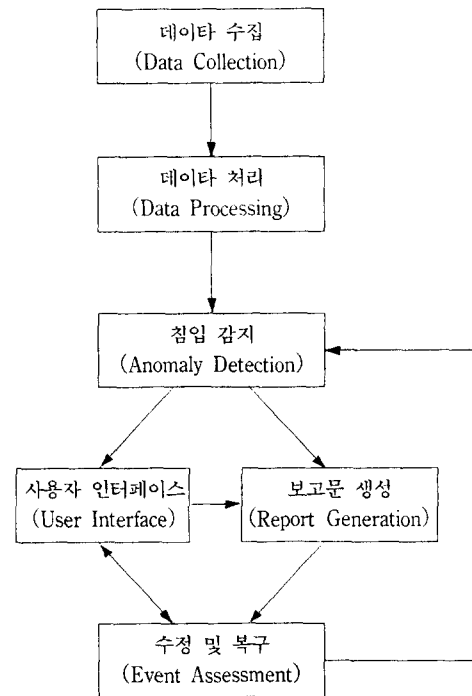 데이타 수집
(Data Collection)
데이타 처리
(Data Processing)
침입 감지
(Anomaly Detection)
사용자 인터페이스
(User Interface)
보고문 생성
(Report Generation)
수정 및 복구
(Event Assessment)